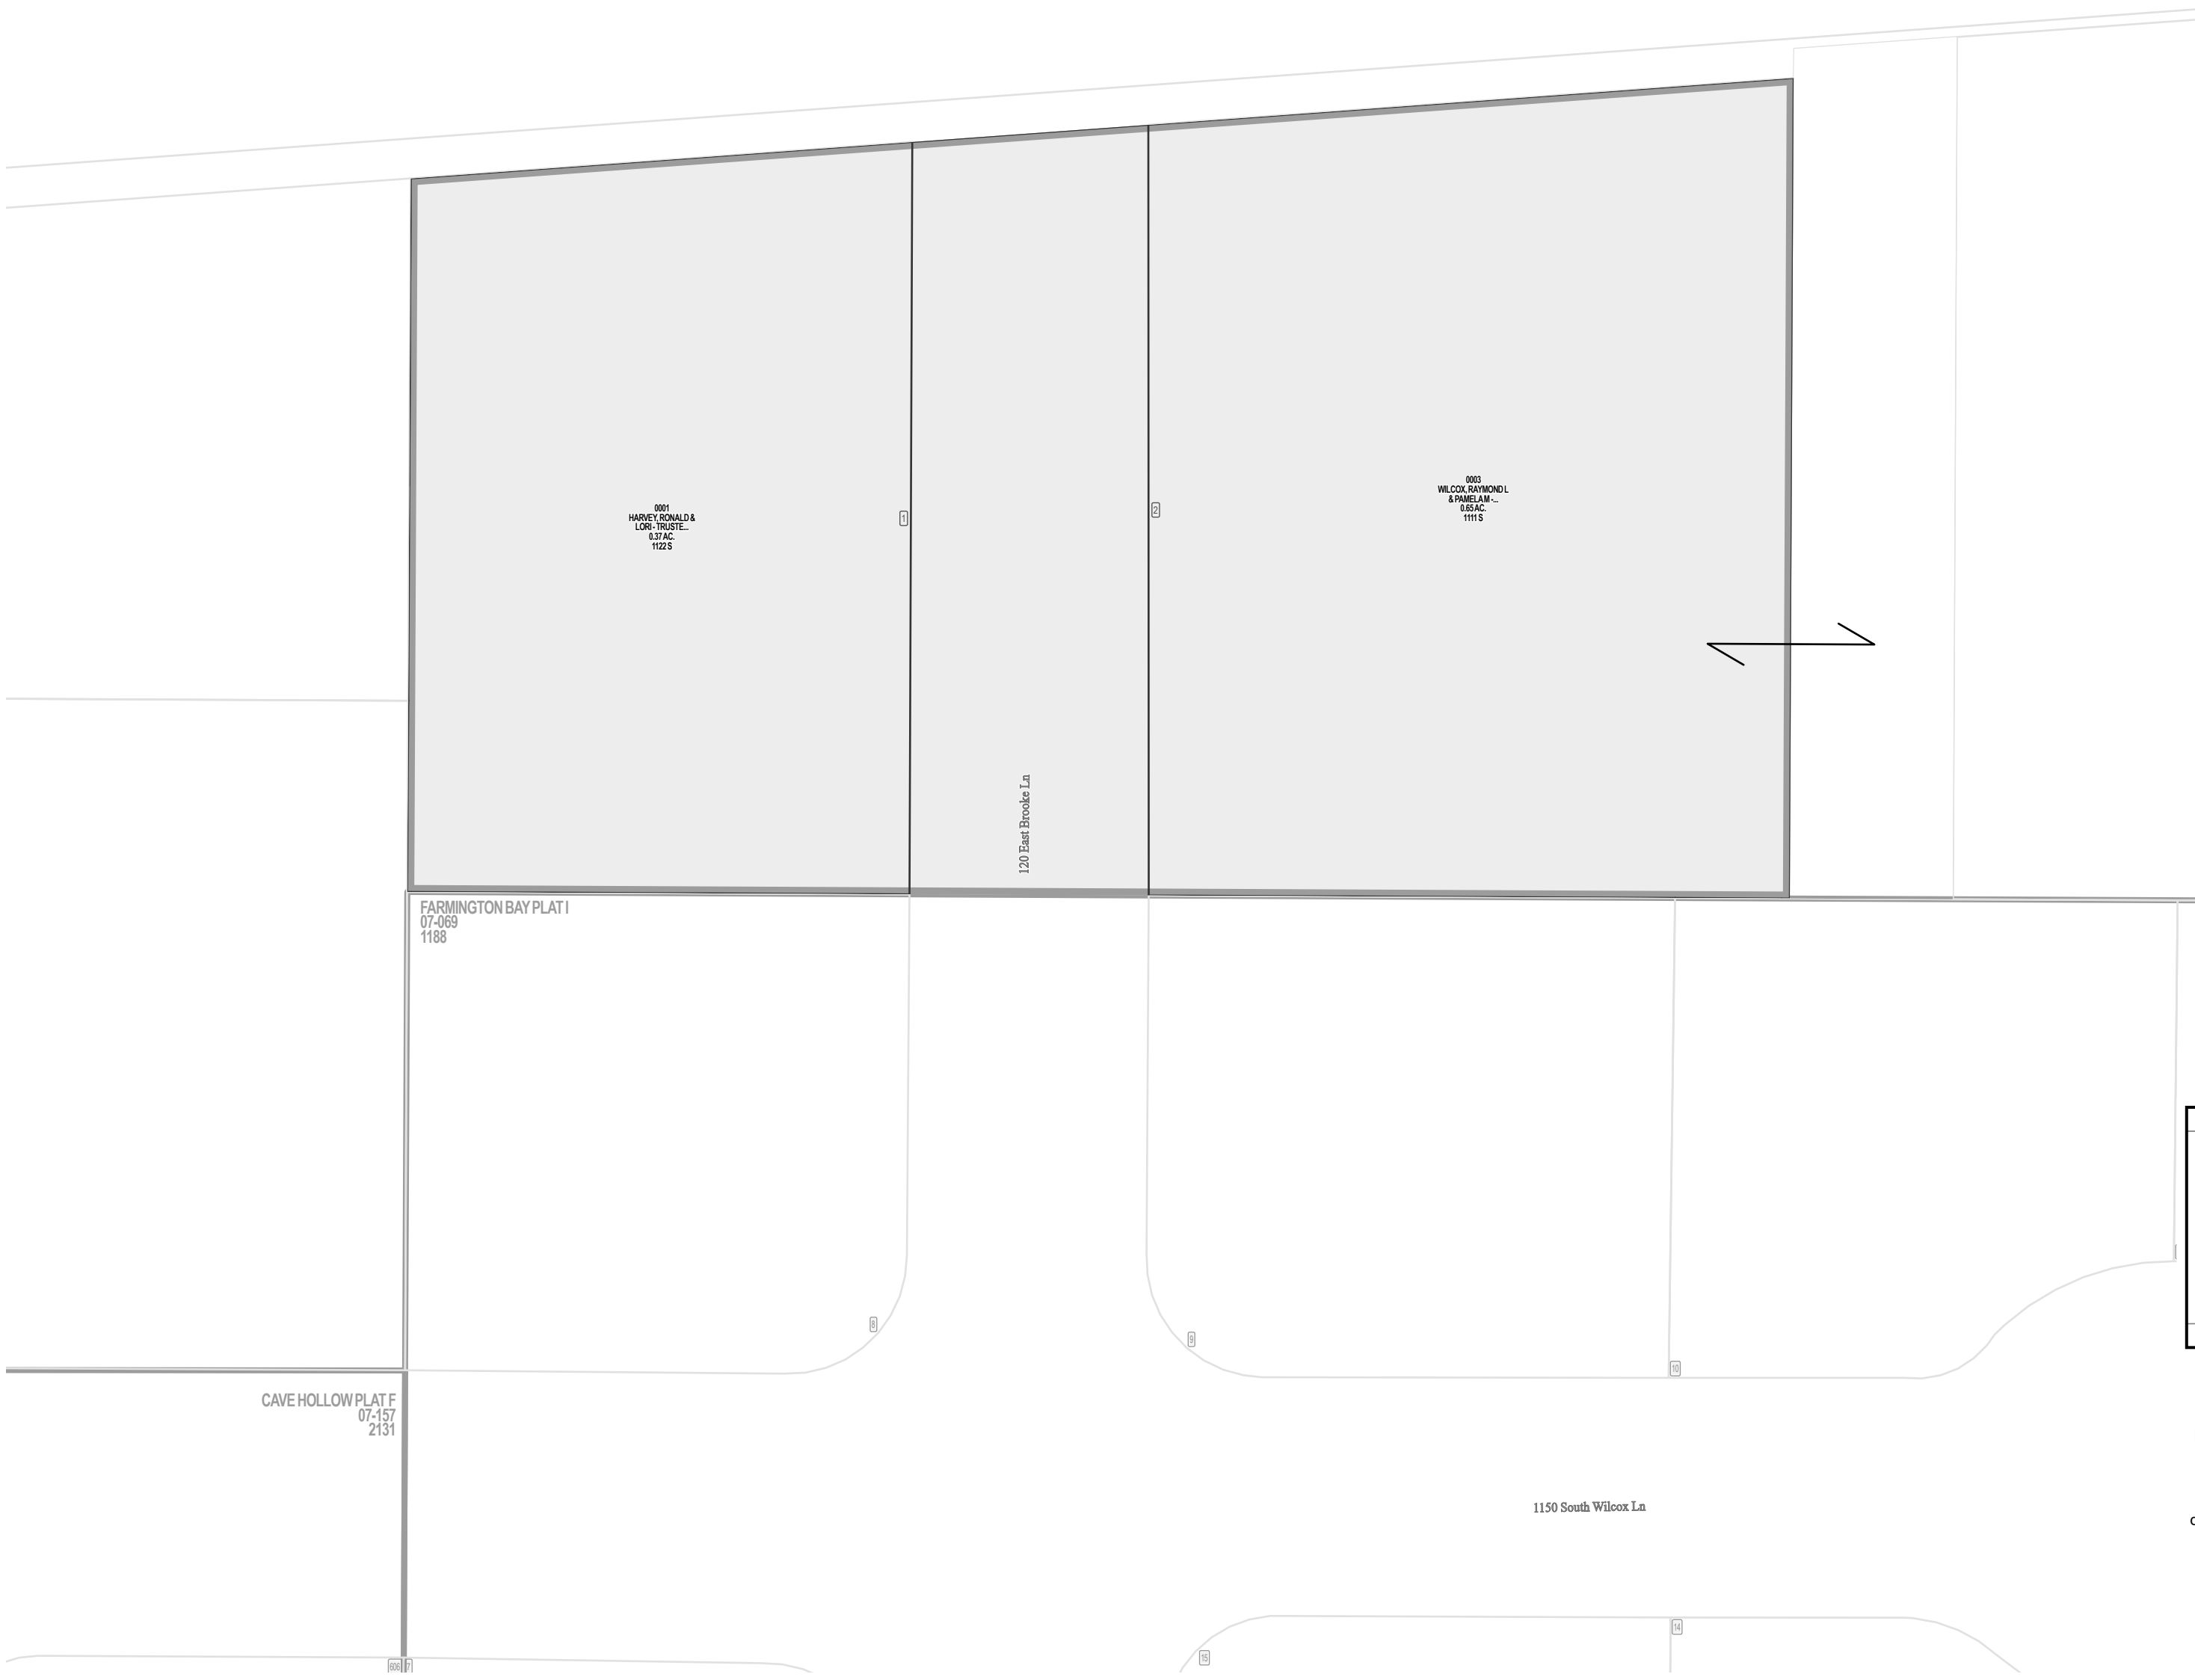 0001
HARVEY, RONALD &
LORI - TRUSTE...
0.37 AC.
1122 S
1
2
0003
WILCOX, RAYMOND L
& PAMELA M -...
0.65 AC.
1111 S
120 East Brooke Ln
FARMINGTON BAY PLAT I
07-069
1188
8
9
10
CAVE HOLLOW PLAT F
07-157
2131
1150 South Wilcox Ln
14
15
606
7